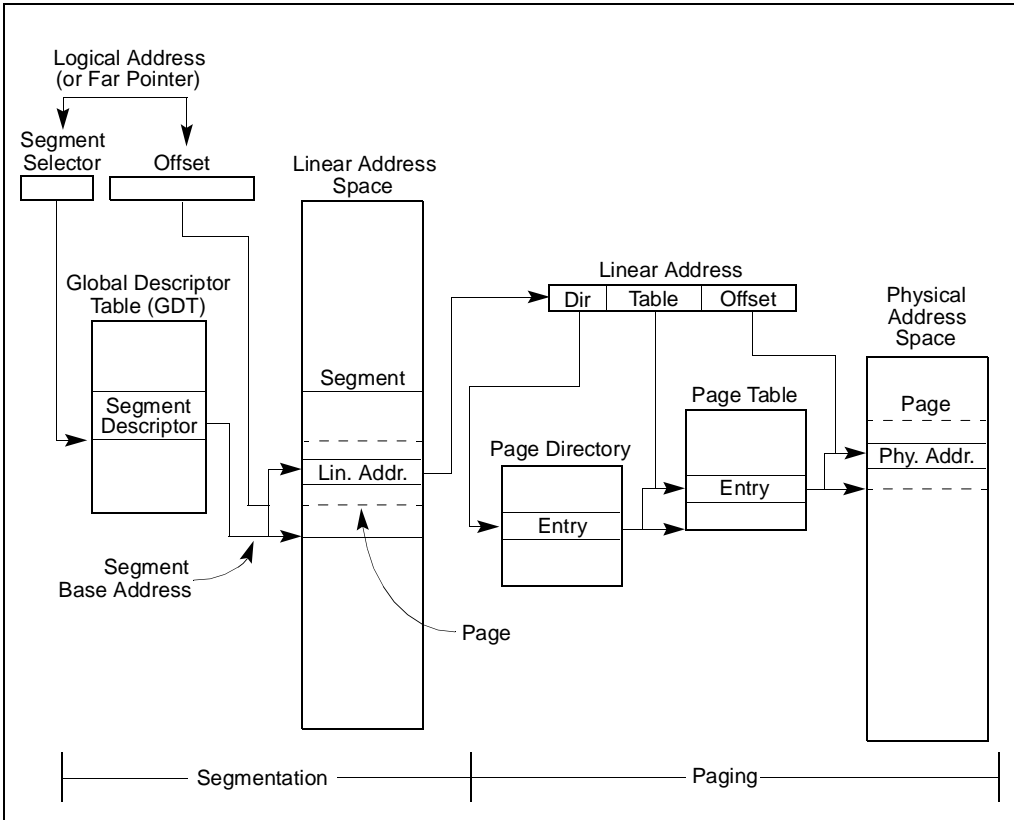 Logical Address
(or Far Pointer)
Segment
Selector
Offset
Linear Address
Space
Global Descriptor
Table (GDT)
Segment
Descriptor
Segment
Base Address
Segment
Lin. Addr.
Page
Linear Address
Dir
Table
Offset
Page Directory
Entry
Page Table
Entry
Physical
Address
Space
Page
Phy. Addr.
Segmentation
Paging